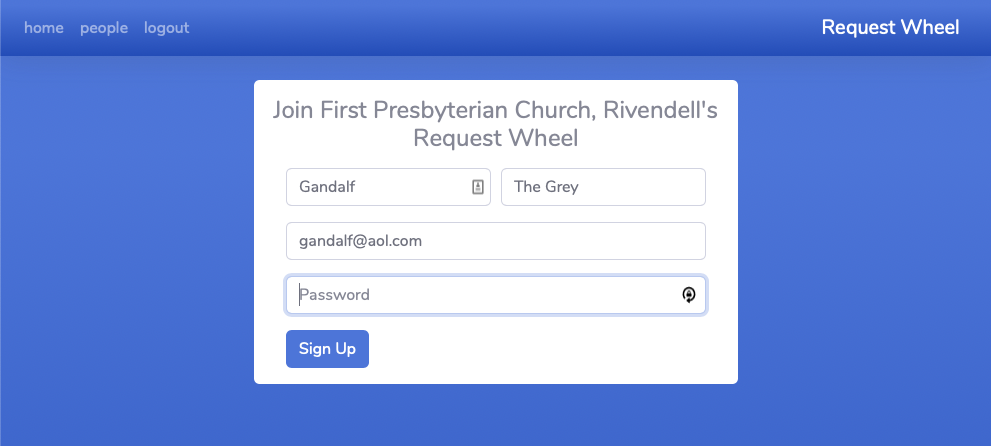 home people logout Request Wheel
Join First Presbyterian Church, Rivendell's
Request Wheel
Gandalf The Grey
gandalf@aol.com
Password
Sign Up